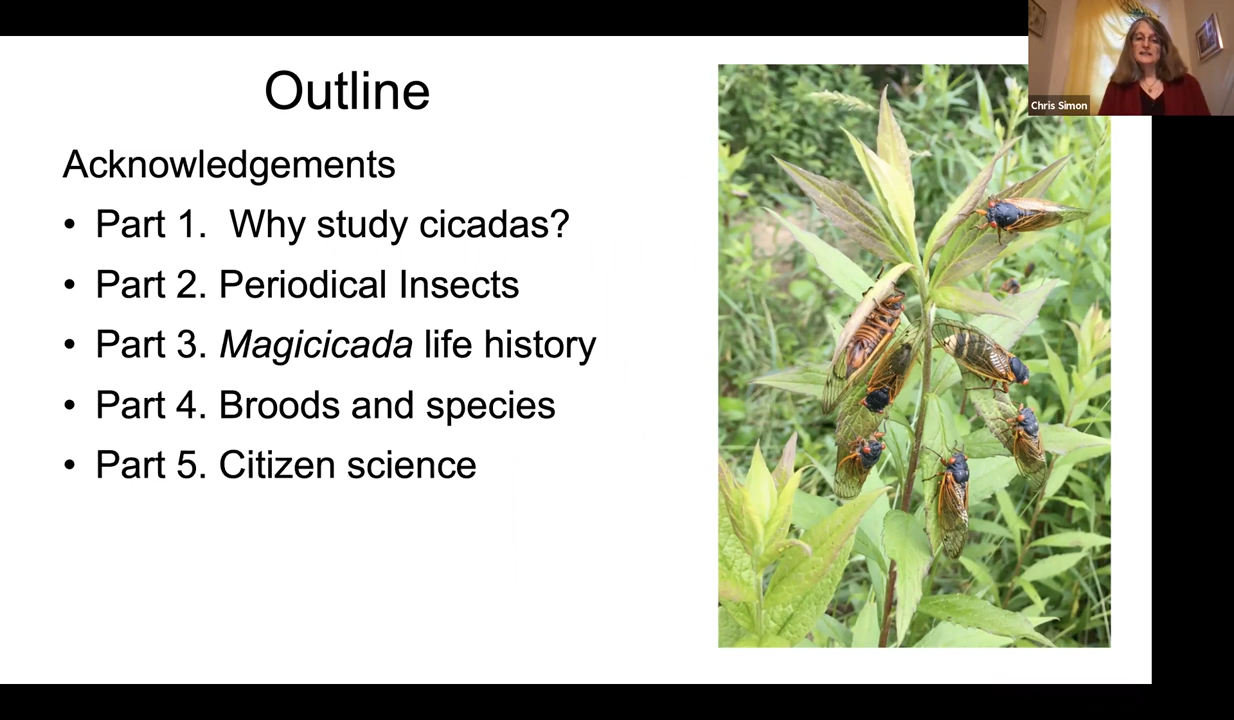 Outline
Acknowledgements
• Part 1. Why study cicadas?
• Part 2. Periodical Insects
• Part 3. Magicicada life history
• Part 4. Broods and species
• Part 5. Citizen science
Chris Simon